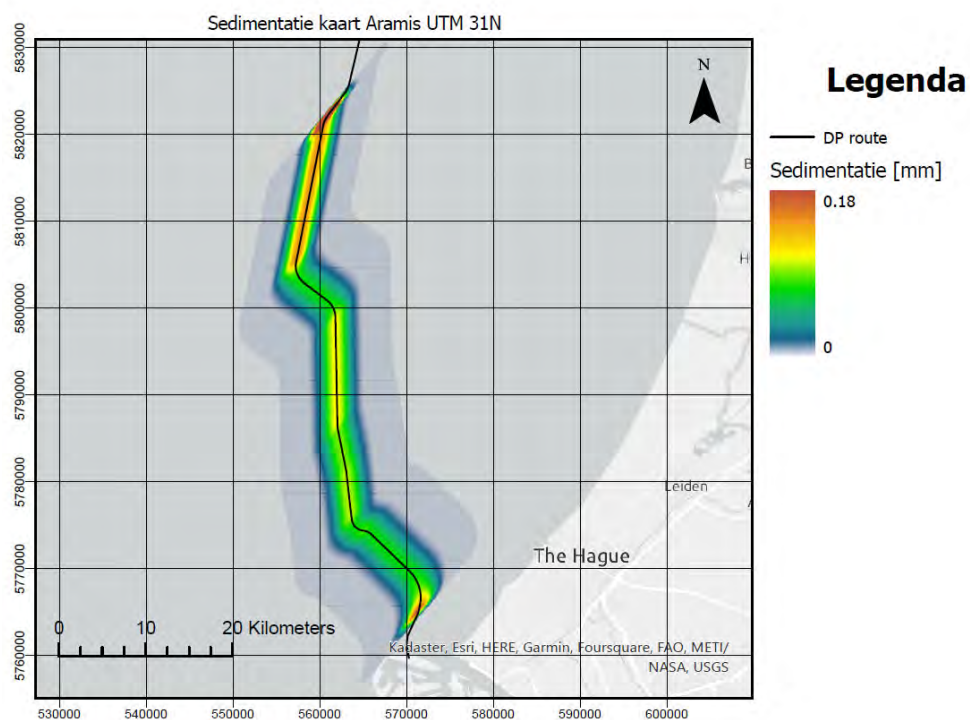 Sedimentatie kaart Aramis UTM 31N
N
Legenda
DP route
Sedimentatie [mm]
0.18
0
5830000
5820000
5810000
5800000
5790000
5780000
5770000
5760000
B
H
Leiden
A
The Hague
0 10 20 Kilometers
Kadaster, Esri, HERE, Garmin, Foursquare, FAO, METI/
NASA, USGS
530000 540000 550000 560000 570000 580000 590000 600000